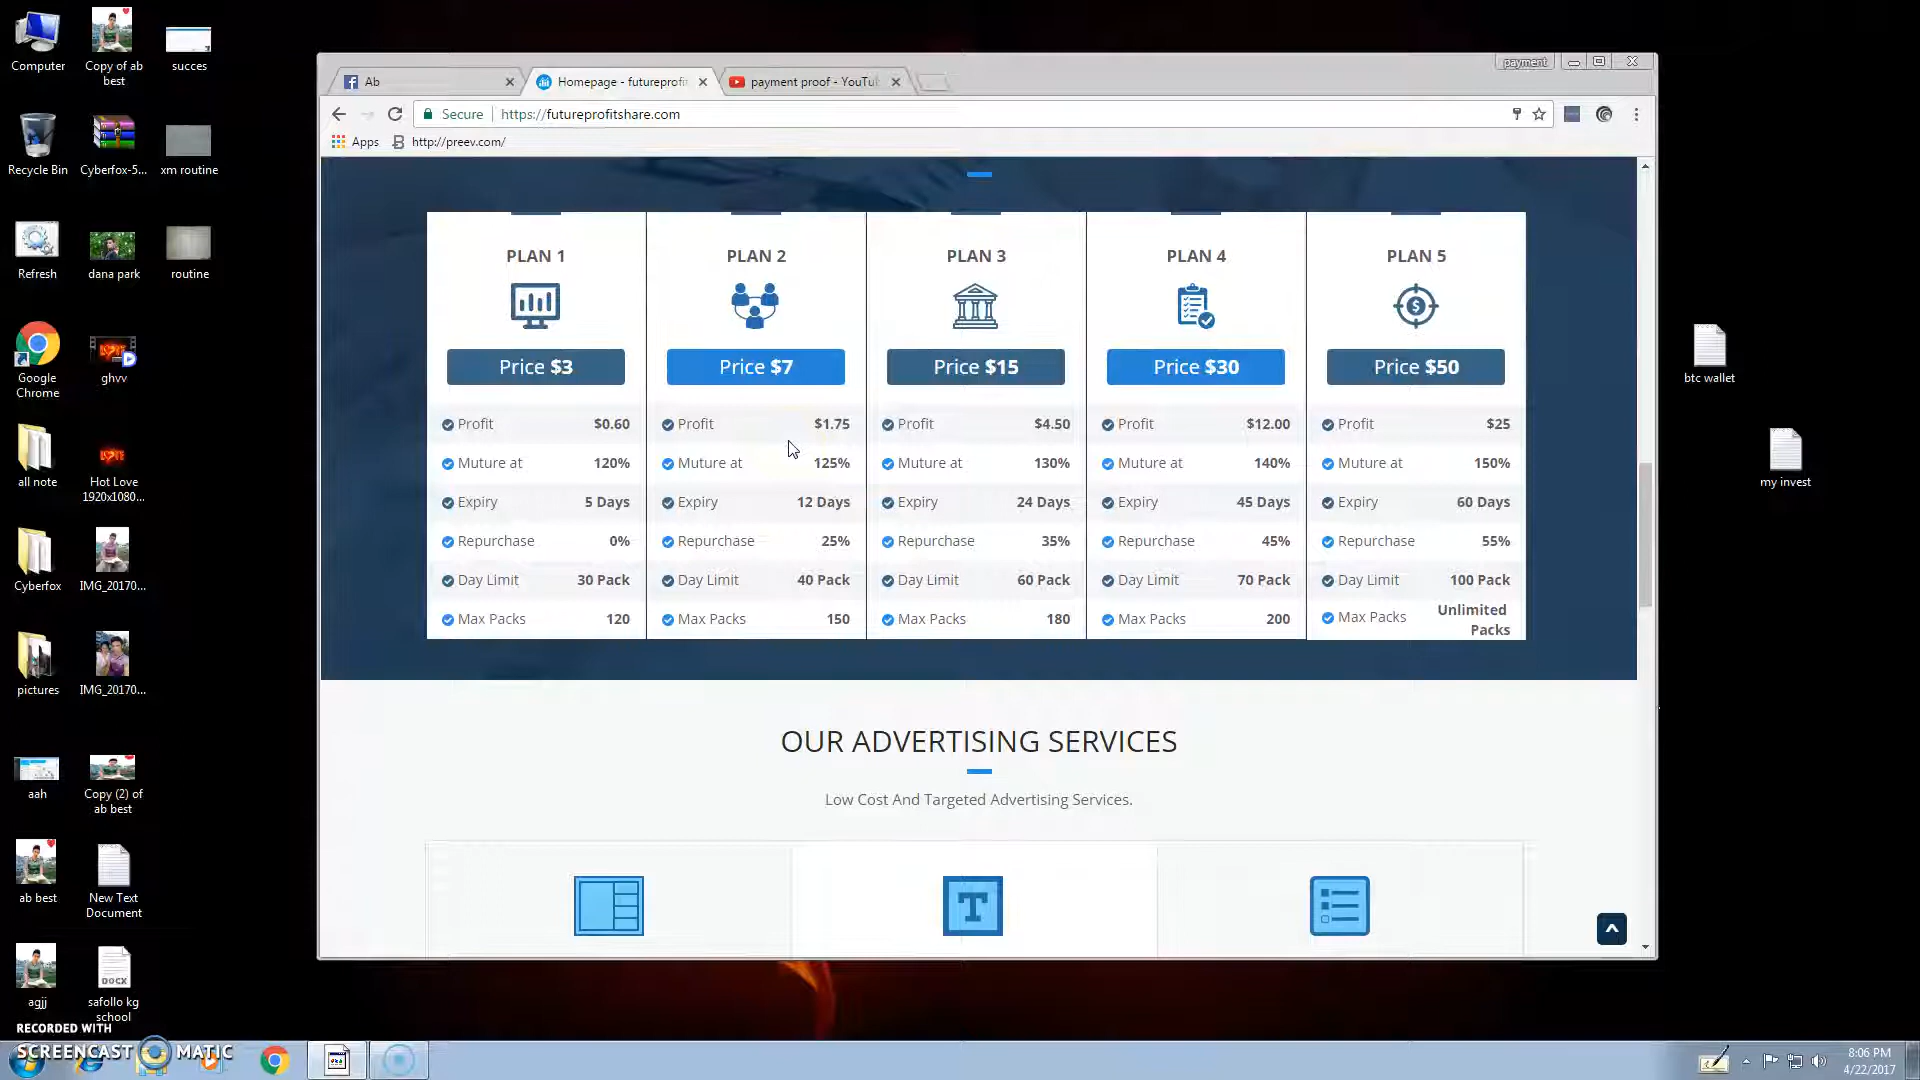 Computer
Copy of ab
best
succes
Recycle Bin
Cyberfox-5...
xm routine
Refresh
dana park
routine
Google
Chrome
ghvv
all note
Hot Love
1920x1080...
Cyberfox
IMG_20170...
pictures
IMG_20170...
aah
Copy (2) of
ab best
ab best
New Text
Document
agjj
DOCX
safollo kg
school
payment
Ab
Homepage - futureprofit
payment proof - YouTu
Secure
https://futureprofitshare.com
Apps
http://preev.com/
PLAN 1
Price $3
Profit $0.60
Muture at 120%
Expiry 5 Days
Repurchase 0%
Day Limit 30 Pack
Max Packs 120
PLAN 2
Price $7
Profit $1.75
Muture at 125%
Expiry 12 Days
Repurchase 25%
Day Limit 40 Pack
Max Packs 150
PLAN 3
Price $15
Profit $4.50
Muture at 130%
Expiry 24 Days
Repurchase 35%
Day Limit 60 Pack
Max Packs 180
PLAN 4
Price $30
Profit $12.00
Muture at 140%
Expiry 45 Days
Repurchase 45%
Day Limit 70 Pack
Max Packs 200
PLAN 5
Price $50
Profit $25
Muture at 150%
Expiry 60 Days
Repurchase 55%
Day Limit 100 Pack
Max Packs Unlimited
Packs
OUR ADVERTISING SERVICES
Low Cost And Targeted Advertising Services.
T
btc wallet
my invest
RECORDED WITH
SCREENCAST MATIC
8:06 PM
4/22/2017